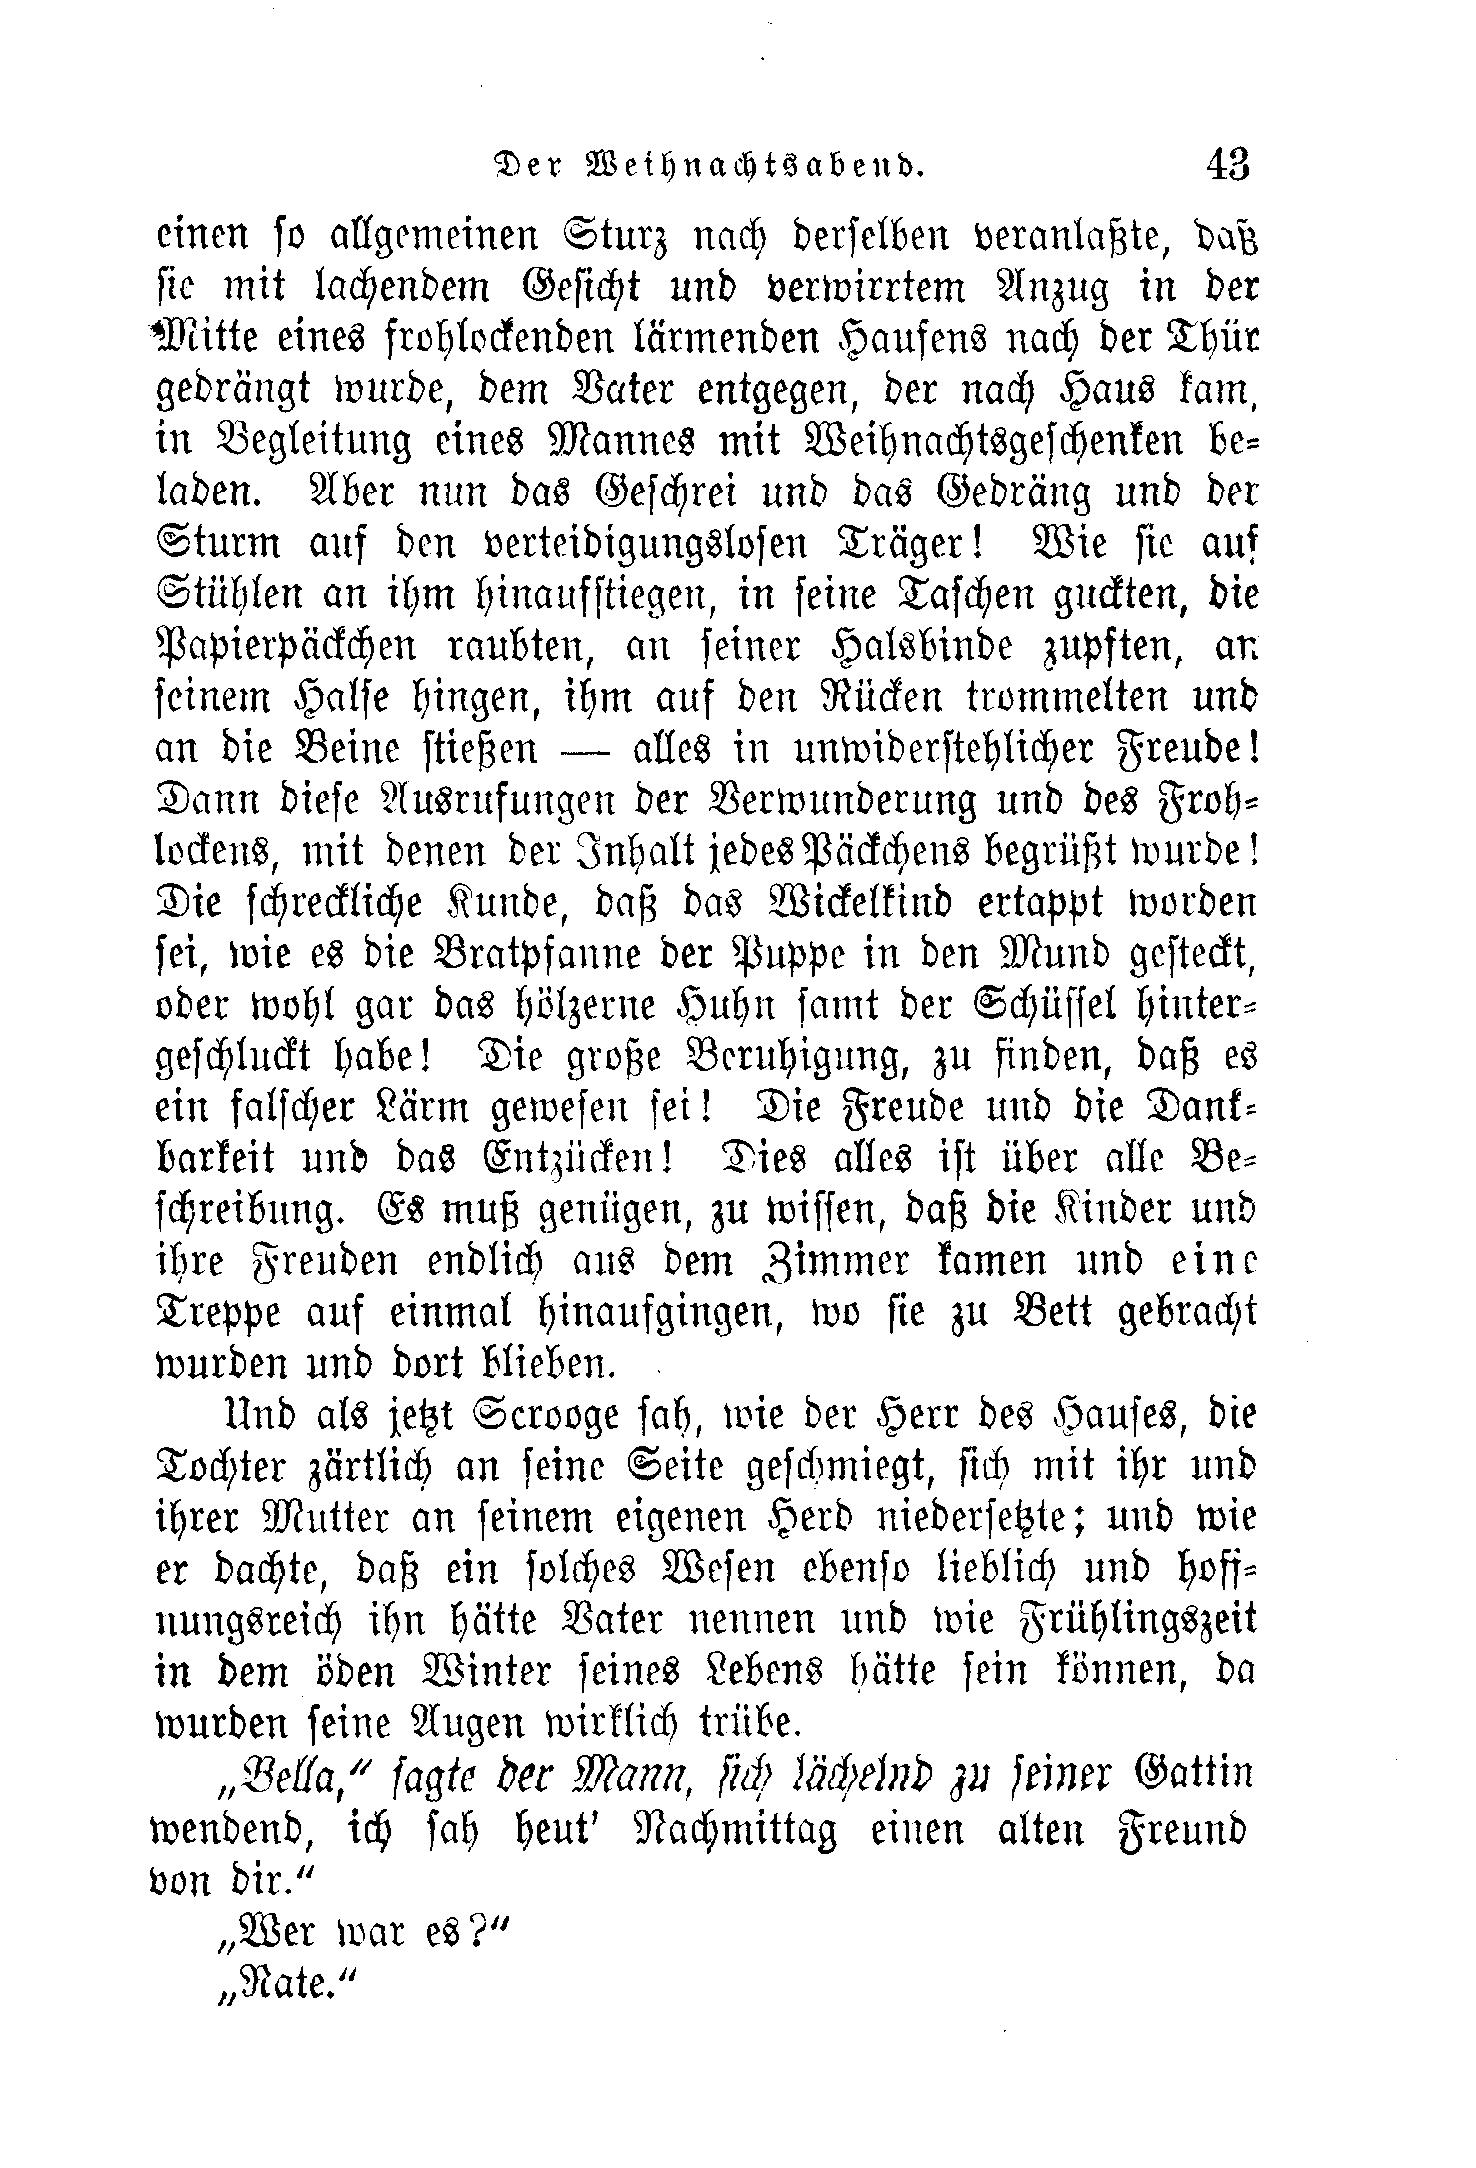 Der Weihnachtsabend. 43
einen so allgemeinen Sturz nach derselben veranlaßte, daß
sie mit lachendem Gesicht und verwirrtem Anzug in der
Mitte eines frohlockenden lärmenden Haufens nach der Thür
gedrängt wurde, dem Vater entgegen, der nach Haus kam,
in Begleitung eines Mannes mit Weihnachtsgeschenken be-
laden. Aber nun das Geschrei und das Gedräng und der
Sturm auf den verteidigungslosen Träger! Wie sie auf
Stühlen an ihm hinaufstiegen, in seine Taschen guckten, die
Papierpäckchen raubten, an seiner Halsbinde zupften, an
seinem Halse hingen, ihm auf den Rücken trommelten und
an die Beine stießen — alles in unwiderstehlicher Freude!
Dann diese Ausrufungen der Verwunderung und des Froh-
lockens, mit denen der Inhalt jedes Päckchens begrüßt wurde!
Die schreckliche Kunde, daß das Wickelkind ertappt worden
sei, wie es die Bratpfanne der Puppe in den Mund gesteckt,
oder wohl gar das hölzerne Huhn samt der Schüssel hinter-
geschluckt habe! Die große Beruhigung, zu finden, daß es
ein falscher Lärm gewesen sei! Die Freude und die Dank-
barkeit und das Entzücken! Dies alles ist über alle Be-
schreibung. Es muß genügen, zu wissen, daß die Kinder und
ihre Freuden endlich aus dem Zimmer kamen und eine
Treppe auf einmal hinaufgingen, wo sie zu Bett gebracht
wurden und dort blieben.
Und als jetzt Scrooge sah, wie der Herr des Hauses, die
Tochter zärtlich an seine Seite geschmiegt, sich mit ihr und
ihrer Mutter an seinem eigenen Herd niedersetzte; und wie
er dachte, daß ein solches Wesen ebenso lieblich und hoff-
nungsreich ihn hätte Vater nennen und wie Frühlingszeit
in dem öden Winter seines Lebens hätte sein können, da
wurden seine Augen wirklich trübe.
„Bella,“ sagte der Mann, sich lächelnd zu seiner Gattin
wendend, ich sah heut' Nachmittag einen alten Freund
von dir.“
„Wer war es?“
„Rate.“